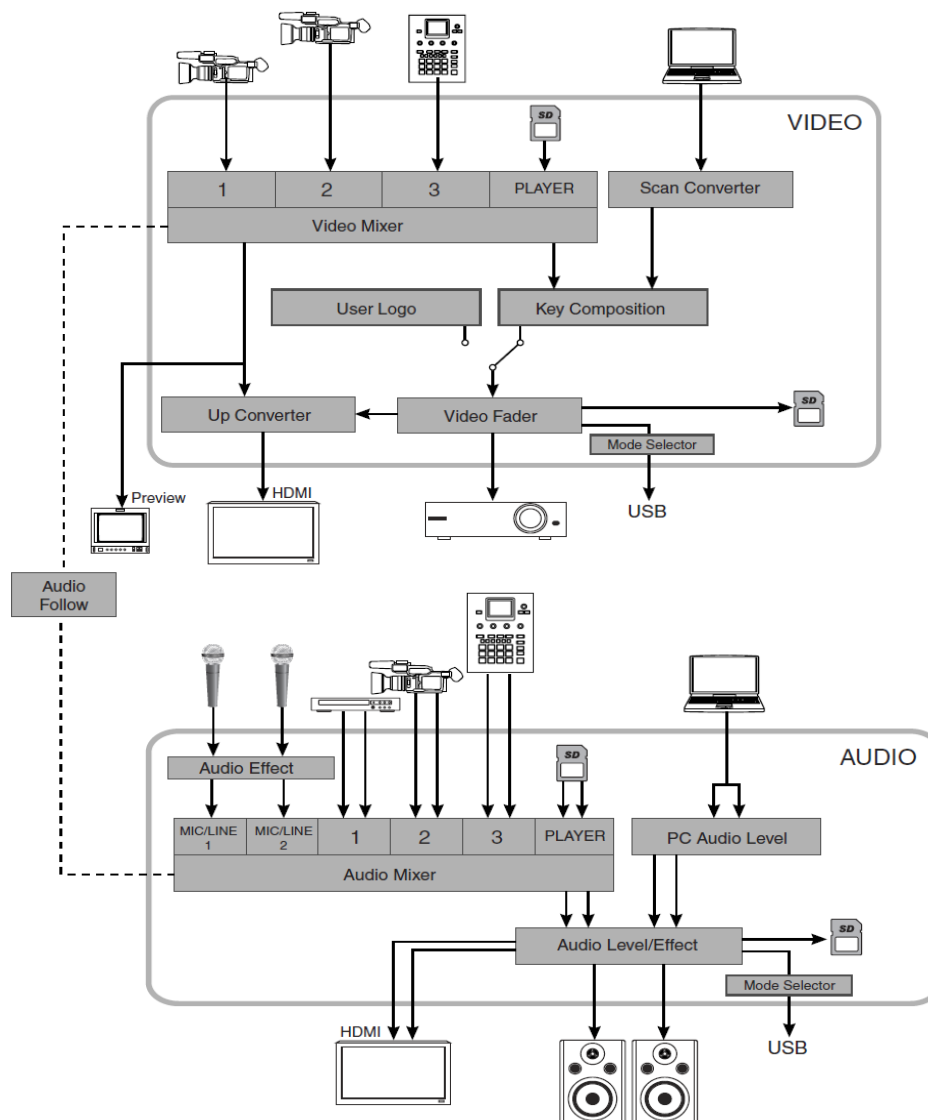 VIDEO
SD
1
2
3
PLAYER
Scan Converter
Video Mixer
User Logo
Key Composition
Up Converter
Video Fader
SD
Mode Selector
Preview
HDMI
USB
Audio
Follow
AUDIO
SD
Audio Effect
MIC/LINE
1
MIC/LINE
2
1
2
3
PLAYER
PC Audio Level
Audio Mixer
Audio Level/Effect
SD
Mode Selector
HDMI
USB